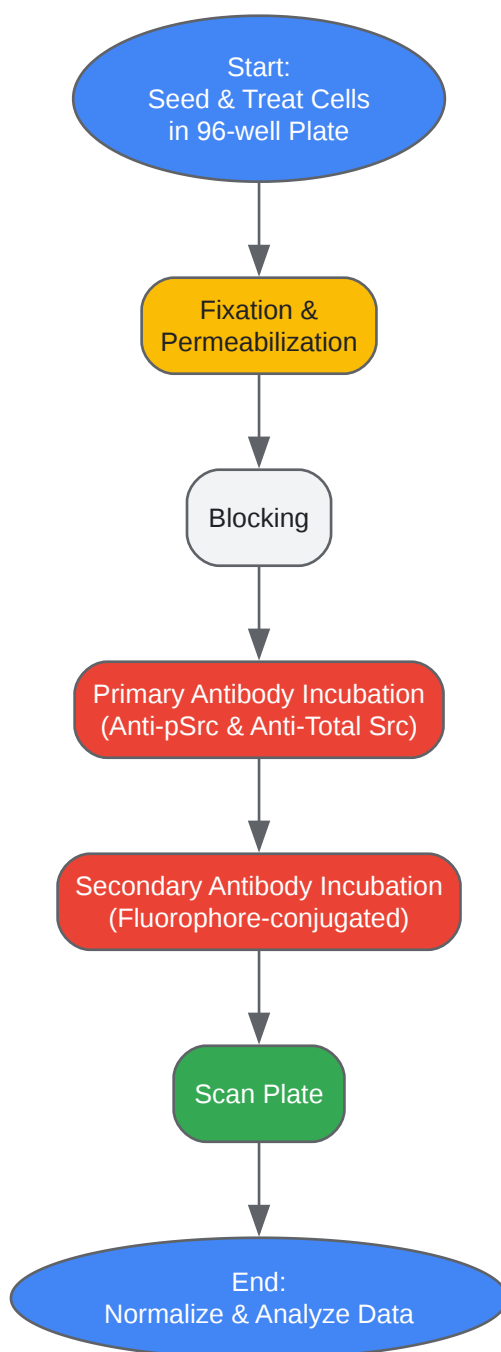 Start:
Seed & Treat Cells
in 96-well Plate
Fixation &
Permeabilization
Blocking
Primary Antibody Incubation
(Anti-pSrc & Anti-Total Src)
Secondary Antibody Incubation
(Fluorophore-conjugated)
Scan Plate
End:
Normalize & Analyze Data